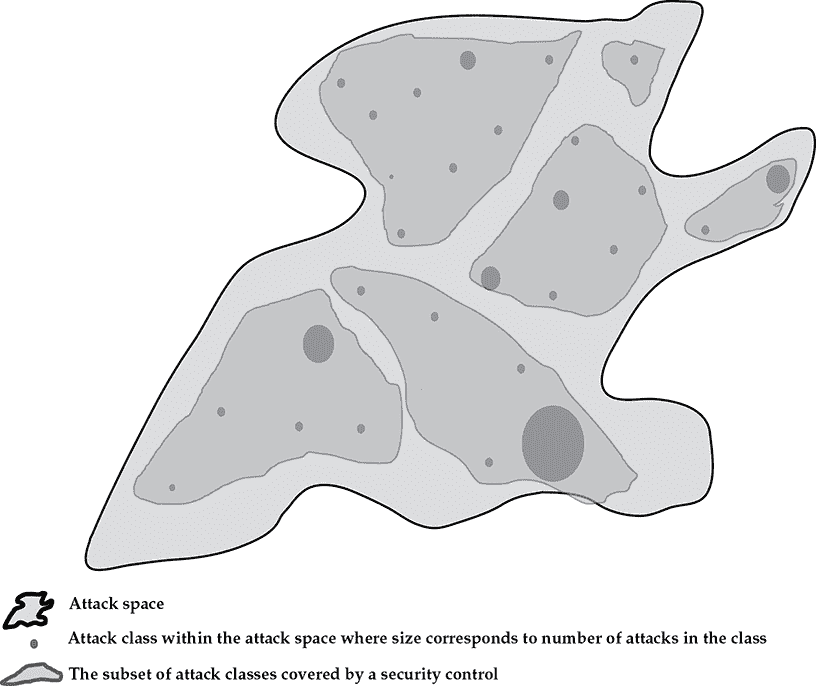 Attack space
Attack class within the attack space where size corresponds to number of attacks in the class
The subset of attack classes covered by a security control